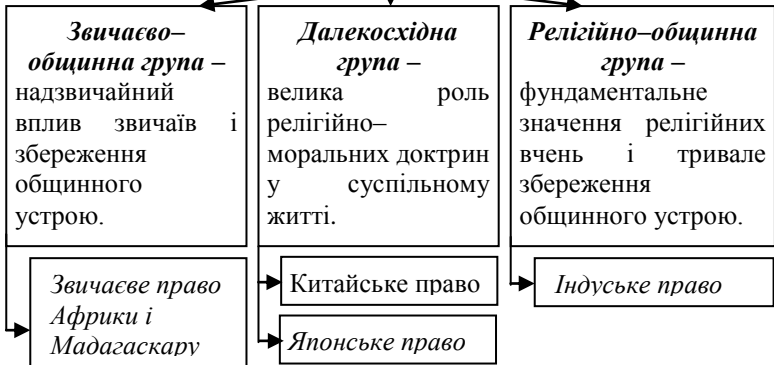 Звичаєво–
общинна група –
надзвичайний
вплив звичаїв і
збереження
общинного
устрою.
Звичаєве право
Африки і
Мадагаскару
Далекосхідна
група –
велика роль
релігійно–
моральних доктрин
у суспільному
житті.
Китайське право
Японське право
Релігійно–общинна
група –
фундаментальне
значення релігійних
вчень і тривале
збереження
общинного устрою.
Індуське право